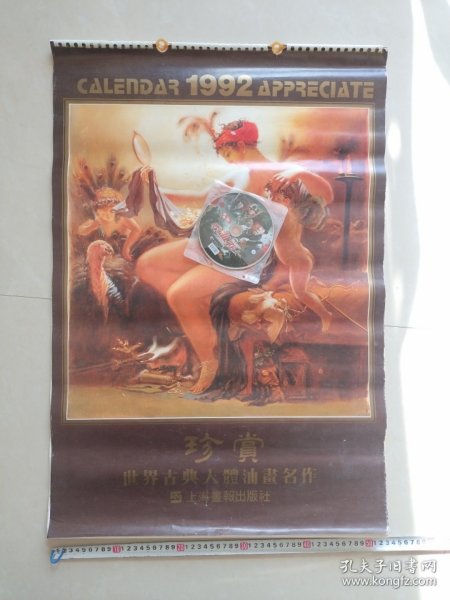 CALENDAR 1992 APPRECIATE
珍賞
世界古典人體油畫名作
上海畫報出版社
孔夫子旧书网
www.kongfz.com